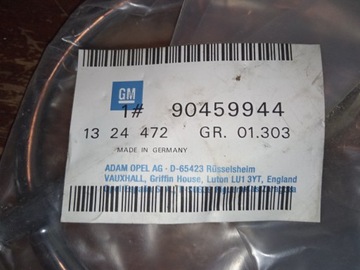 GM
1# 90459944
13 24 472 GR. 01.303
MADE IN GERMANY
ADAM OPEL AG · D-65423 Rüsselsheim
VAUXHALL, Griffin House, Luton LU1 3YT, England